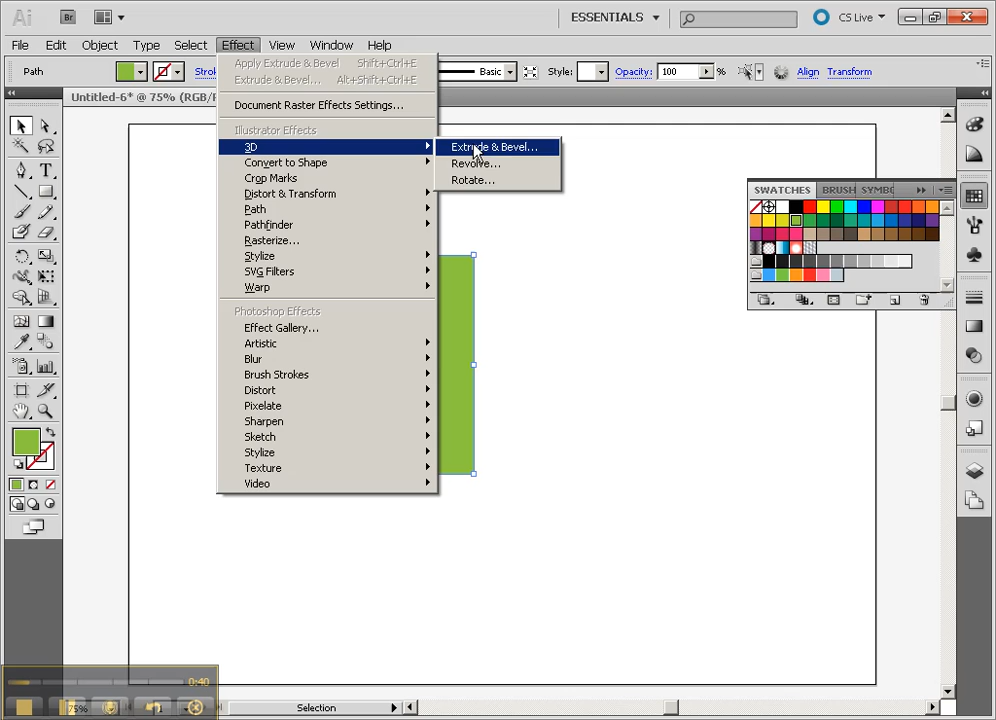 Ai Br ESSENTIALS CS Live
File Edit Object Type Select Effect View Window Help
Path Basic Style: Opacity: 100 % Align Transform
Untitled-6* @ 75% (RGB/
Apply Extrude & Bevel Shift+Ctrl+E
Extrude & Bevel... Alt+Shift+Ctrl+E
Document Raster Effects Settings...
Illustrator Effects
3D
Convert to Shape
Crop Marks
Distort & Transform
Path
Pathfinder
Rasterize...
Stylize
SVG Filters
Warp
Photoshop Effects
Effect Gallery...
Artistic
Blur
Brush Strokes
Distort
Pixelate
Sharpen
Sketch
Stylize
Texture
Video
Extrude & Bevel...
Revolve...
Rotate...
SWATCHES BRUSH SYMBO
0:40
75% 1 Selection